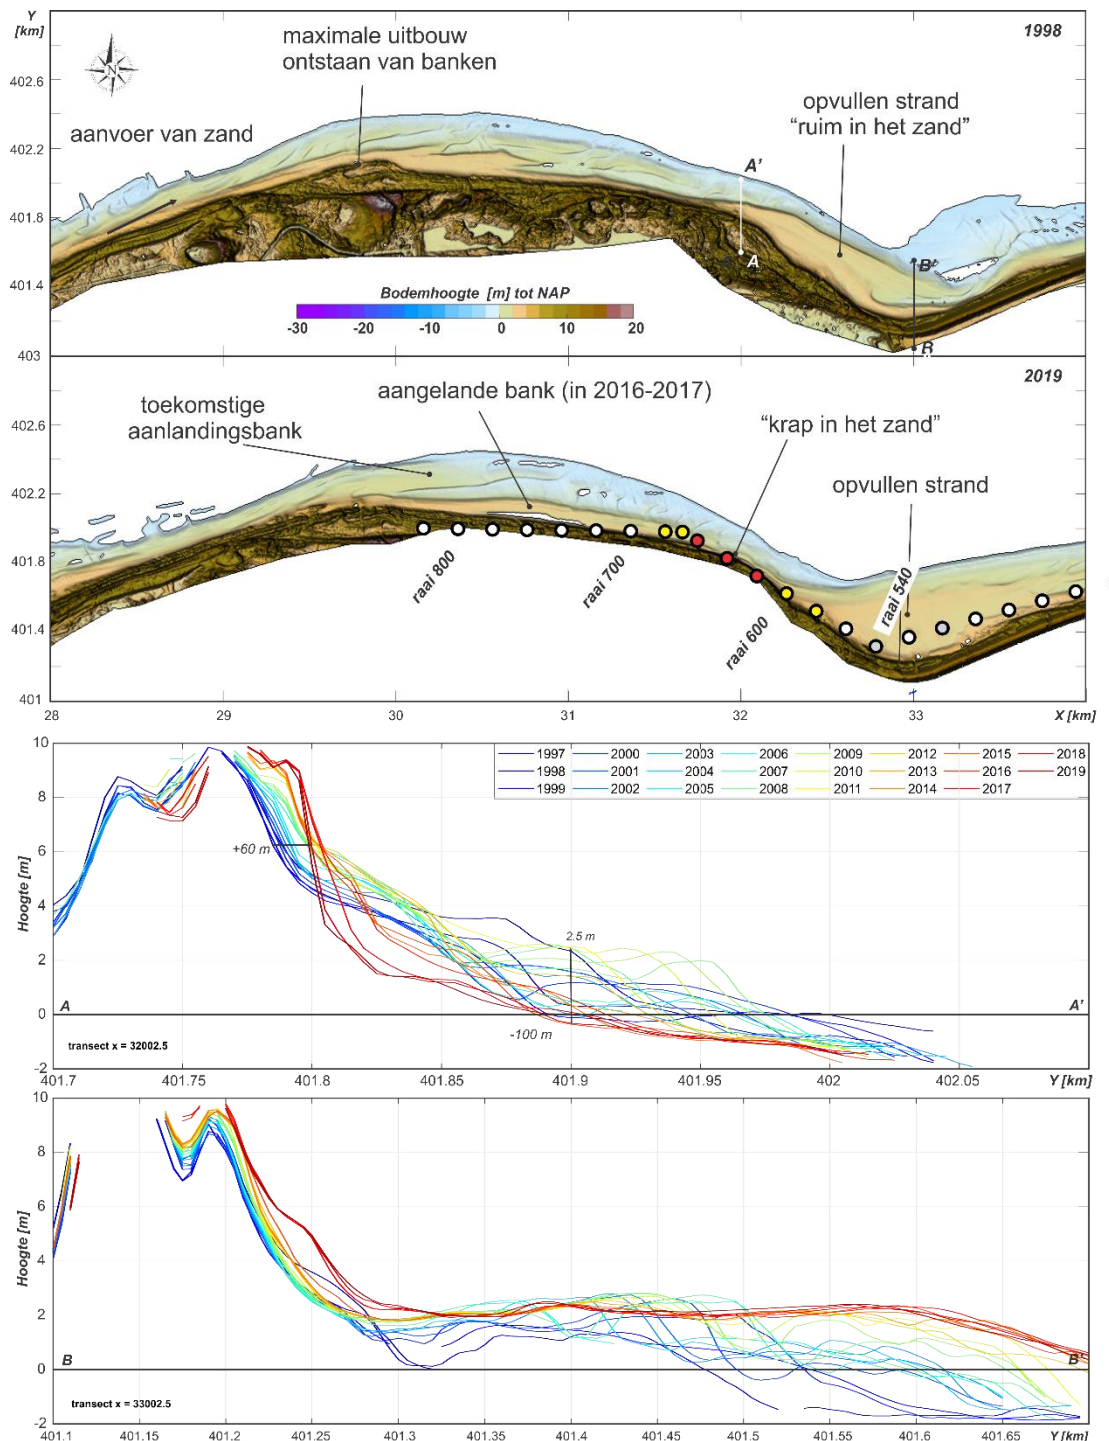 Y
[km]
1998
maximale uitbouw
ontstaan van banken
N
402.6
opvullen strand
“ruim in het zand”
aanvoer van zand
402.2
A'
401.8
A
B'
401.4
Bodemhoogte [m] tot NAP
-30 -20 -10 0 10 20
B
403
2019
aangelande bank (in 2016-2017)
toekomstige
aanlandingsbank
402.6
“krap in het zand”
opvullen strand
402.2
401.8
raai 800
raai 700
raai 540
raai 600
401.4
401
28 29 30 31 32 33 X [km]
10
1997 2000 2003 2006 2009 2012 2015 2018
1998 2001 2004 2007 2010 2013 2016 2019
1999 2002 2005 2008 2011 2014 2017
8
6
+60 m
Hoogte [m]
4
2.5 m
2
A A'
0
-100 m
transect x = 32002.5
-2
401.7 401.75 401.8 401.85 401.9 401.95 402 402.05 Y [km]
10
8
6
Hoogte [m]
4
2
B B'
0
transect x = 33002.5
-2
401.1 401.15 401.2 401.25 401.3 401.35 401.4 401.45 401.5 401.55 401.6 401.65 Y [km]